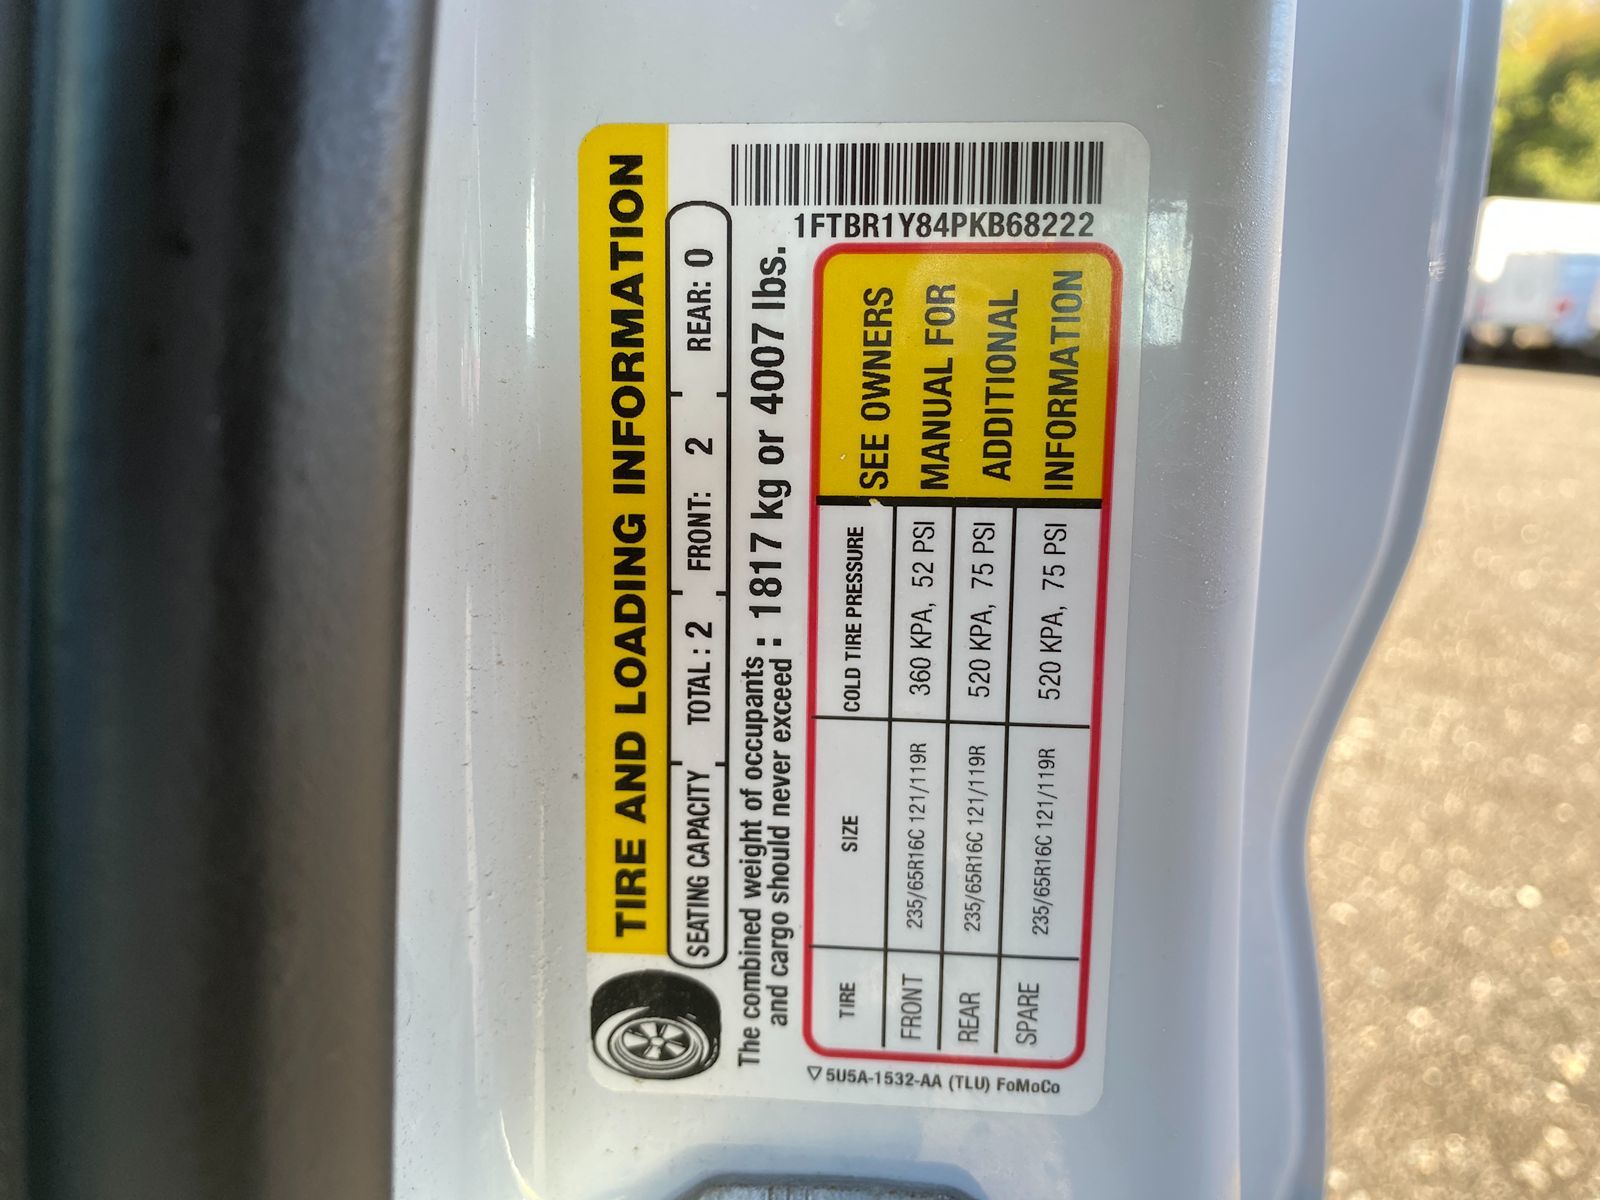 TIRE AND LOADING INFORMATION
SEATING CAPACITY TOTAL : 2 FRONT: 2 REAR: 0
The combined weight of occupants
and cargo should never exceed : 1817 kg or 4007 lbs.
TIRE SIZE COLD TIRE PRESSURE
FRONT 235/65R16C 121/119R 360 KPA, 52 PSI
REAR 235/65R16C 121/119R 520 KPA, 75 PSI
SPARE 235/65R16C 121/119R 520 KPA, 75 PSI
SEE OWNERS
MANUAL FOR
ADDITIONAL
INFORMATION
1FTBR1Y84PKB68222
5U5A-1532-AA (TLU) FoMoCo